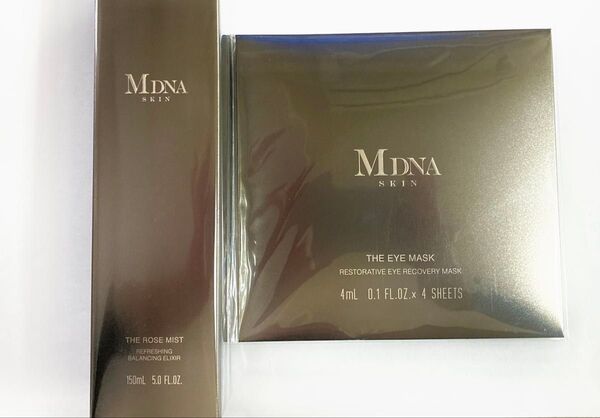 MDNA
SKIN
THE ROSE MIST
REFRESHING
BALANCING ELIXIR
150mL 5.0 FL.OZ.
MDNA
SKIN
THE EYE MASK
RESTORATIVE EYE RECOVERY MASK
4mL 0.1 FL.OZ.x 4 SHEETS